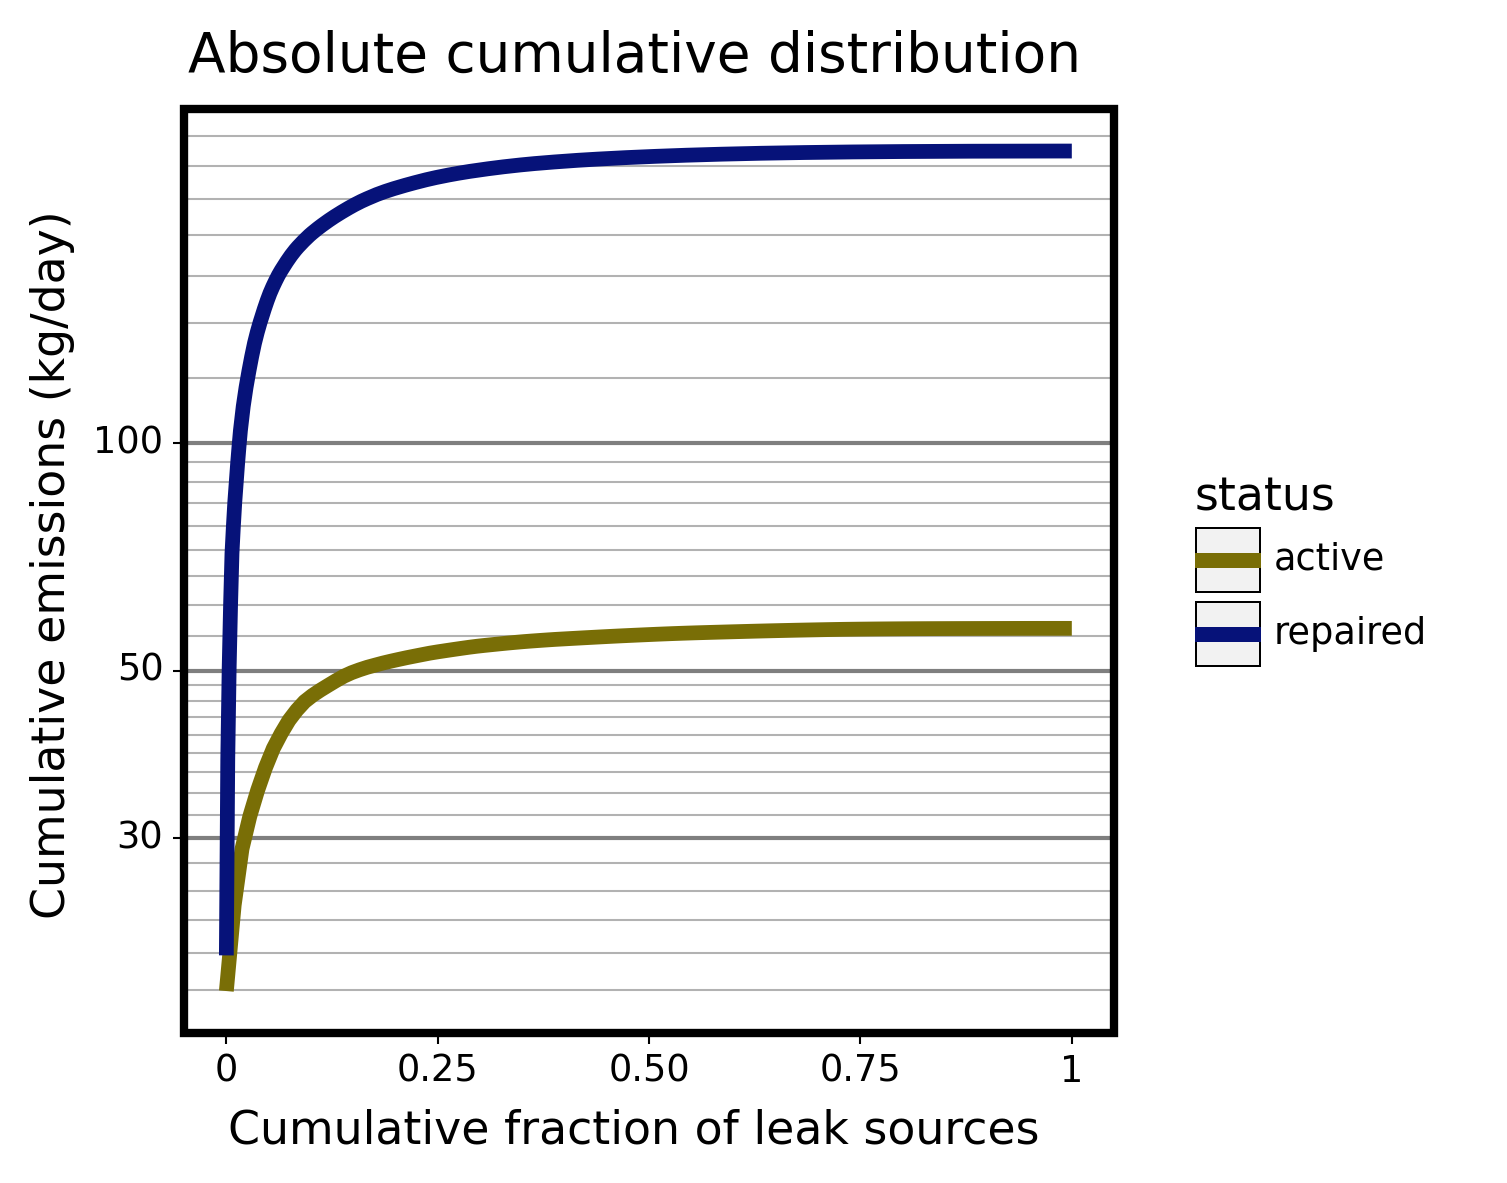 Absolute cumulative distribution
Cumulative emissions (kg/day)
100
50
30
0
0.25
0.50
0.75
1
Cumulative fraction of leak sources
status
active
repaired